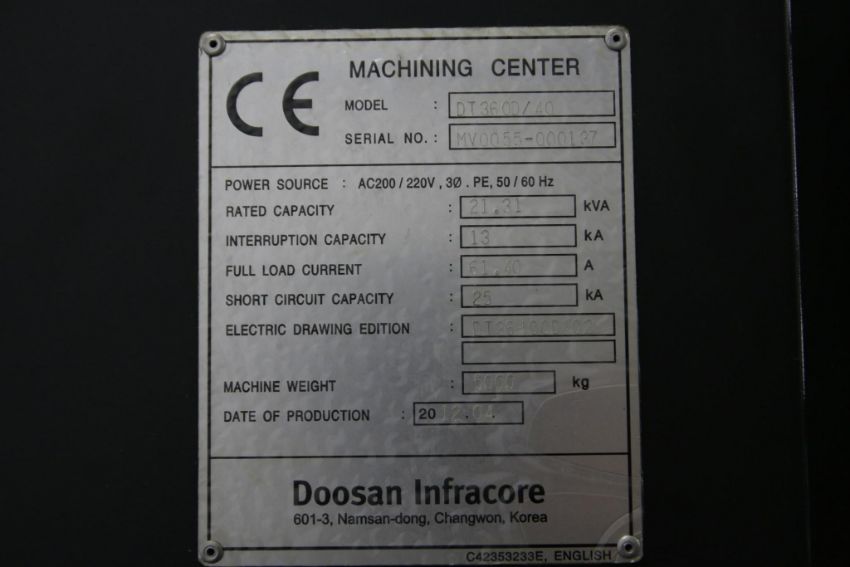 CE
MACHINING CENTER
MODEL : DT360D/40
SERIAL NO. : MV0055-000137
POWER SOURCE : AC200 / 220V , 3Ø . PE, 50 / 60 Hz
RATED CAPACITY : 21.31 kVA
INTERRUPTION CAPACITY : 13 kA
FULL LOAD CURRENT : 61.40 A
SHORT CIRCUIT CAPACITY : 25 kA
ELECTRIC DRAWING EDITION :
MACHINE WEIGHT : kg
DATE OF PRODUCTION : 2012.04
Doosan Infracore
601-3, Namsan-dong, Changwon, Korea
C42353233E, ENGLISH